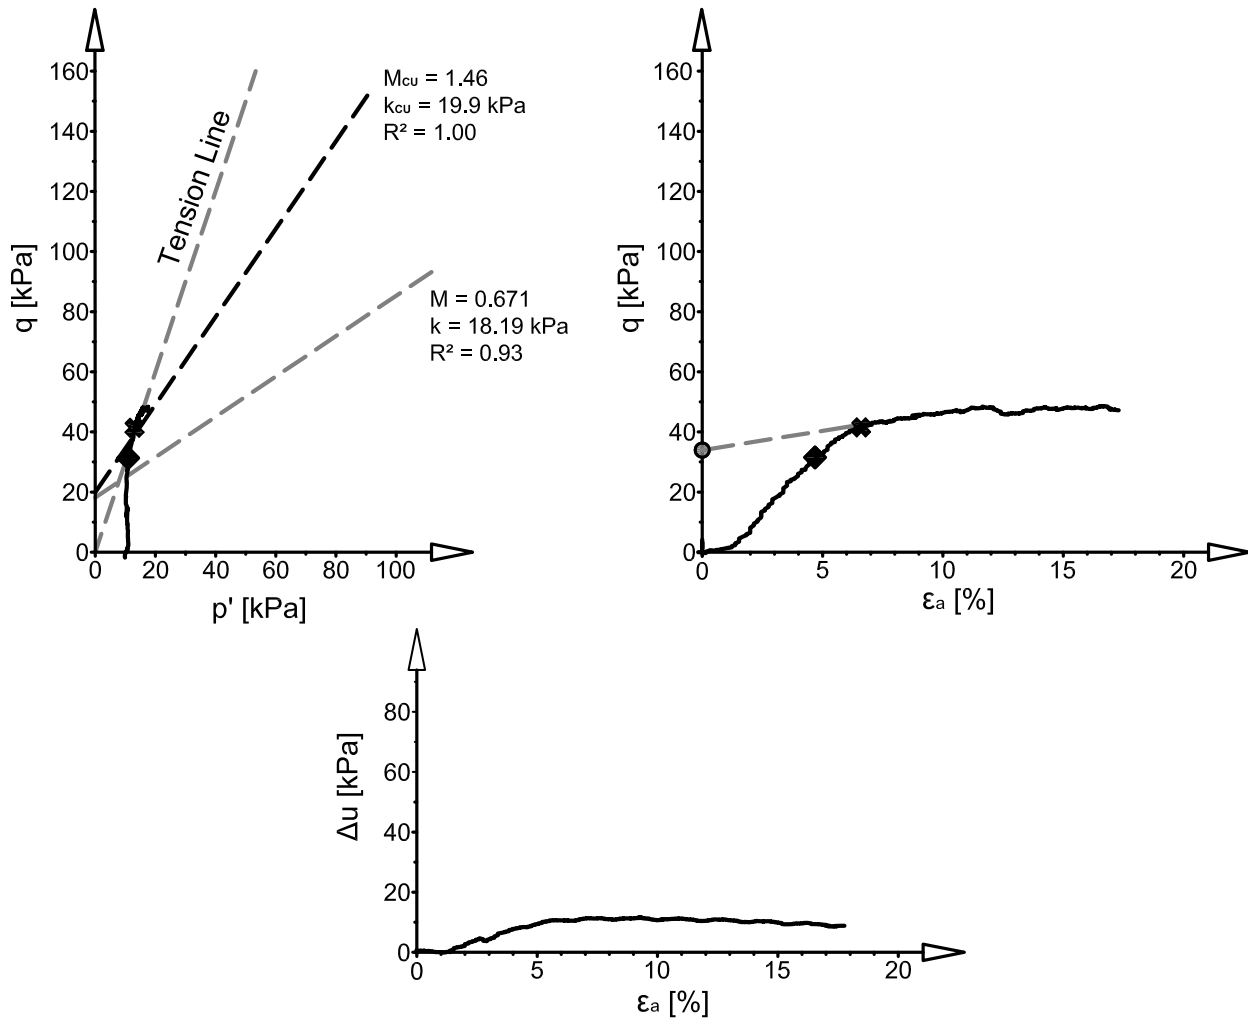 160
140
120
100
80
60
40
20
0
q [kPa]
0 20 40 60 80 100
p' [kPa]
Tension Line
Mcu = 1.46
kcu = 19.9 kPa
R² = 1.00
M = 0.671
k = 18.19 kPa
R² = 0.93
160
140
120
100
80
60
40
20
0
q [kPa]
0 5 10 15 20
εa [%]
80
60
40
20
0
Δu [kPa]
0 5 10 15 20
εa [%]